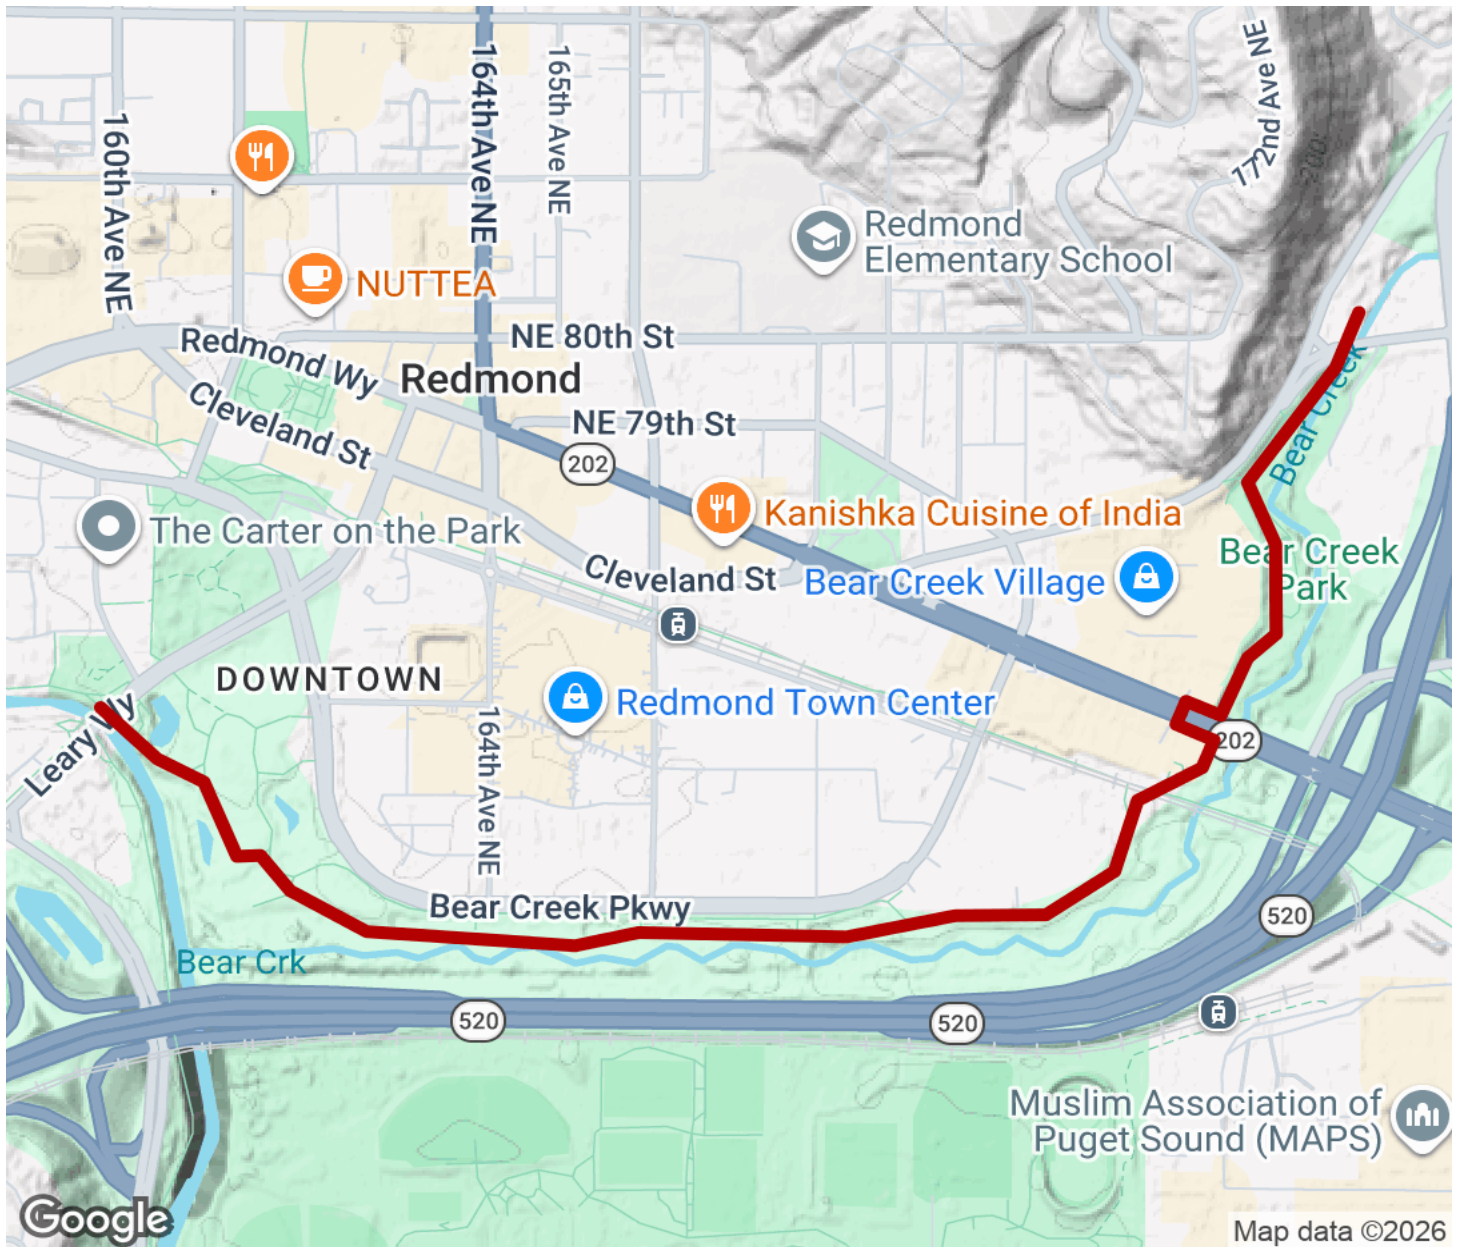 160th Ave NE
164th Ave NE
165th Ave NE
172nd Ave NE
200'
Redmond
Elementary School
NUTTEA
NE 80th St
Redmond Wy
Redmond
Cleveland St
NE 79th St
202
Bear Creek
The Carter on the Park
Kanishka Cuisine of India
Bear Creek
Park
Cleveland St
Bear Creek Village
DOWNTOWN
Redmond Town Center
Leary Wy
202
164th Ave NE
Bear Creek Pkwy
520
Bear Crk
520
520
Muslim Association of
Puget Sound (MAPS)
Google
Map data ©2026